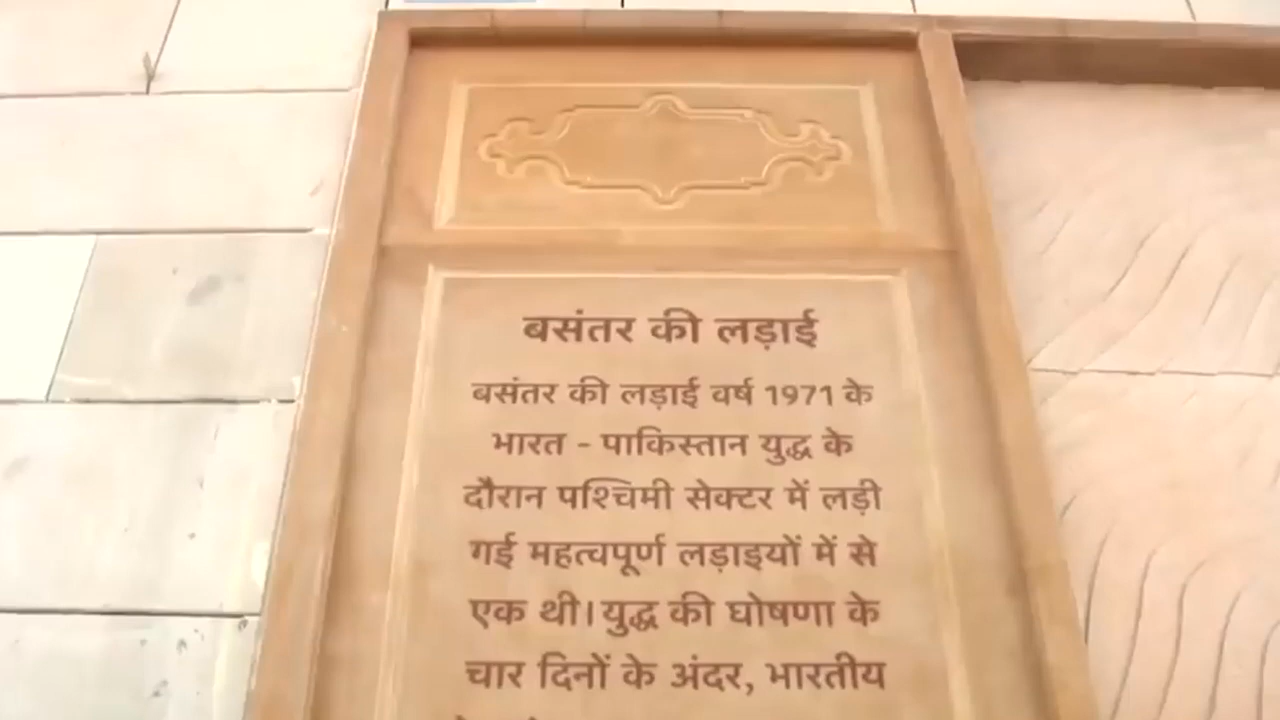 बसंतर की लड़ाई
बसंतर की लड़ाई वर्ष 1971 के
भारत - पाकिस्तान युद्ध के
दौरान पश्चिमी सेक्टर में लड़ी
गई महत्वपूर्ण लड़ाइयों में से
एक थी। युद्ध की घोषणा के
चार दिनों के अंदर, भारतीय